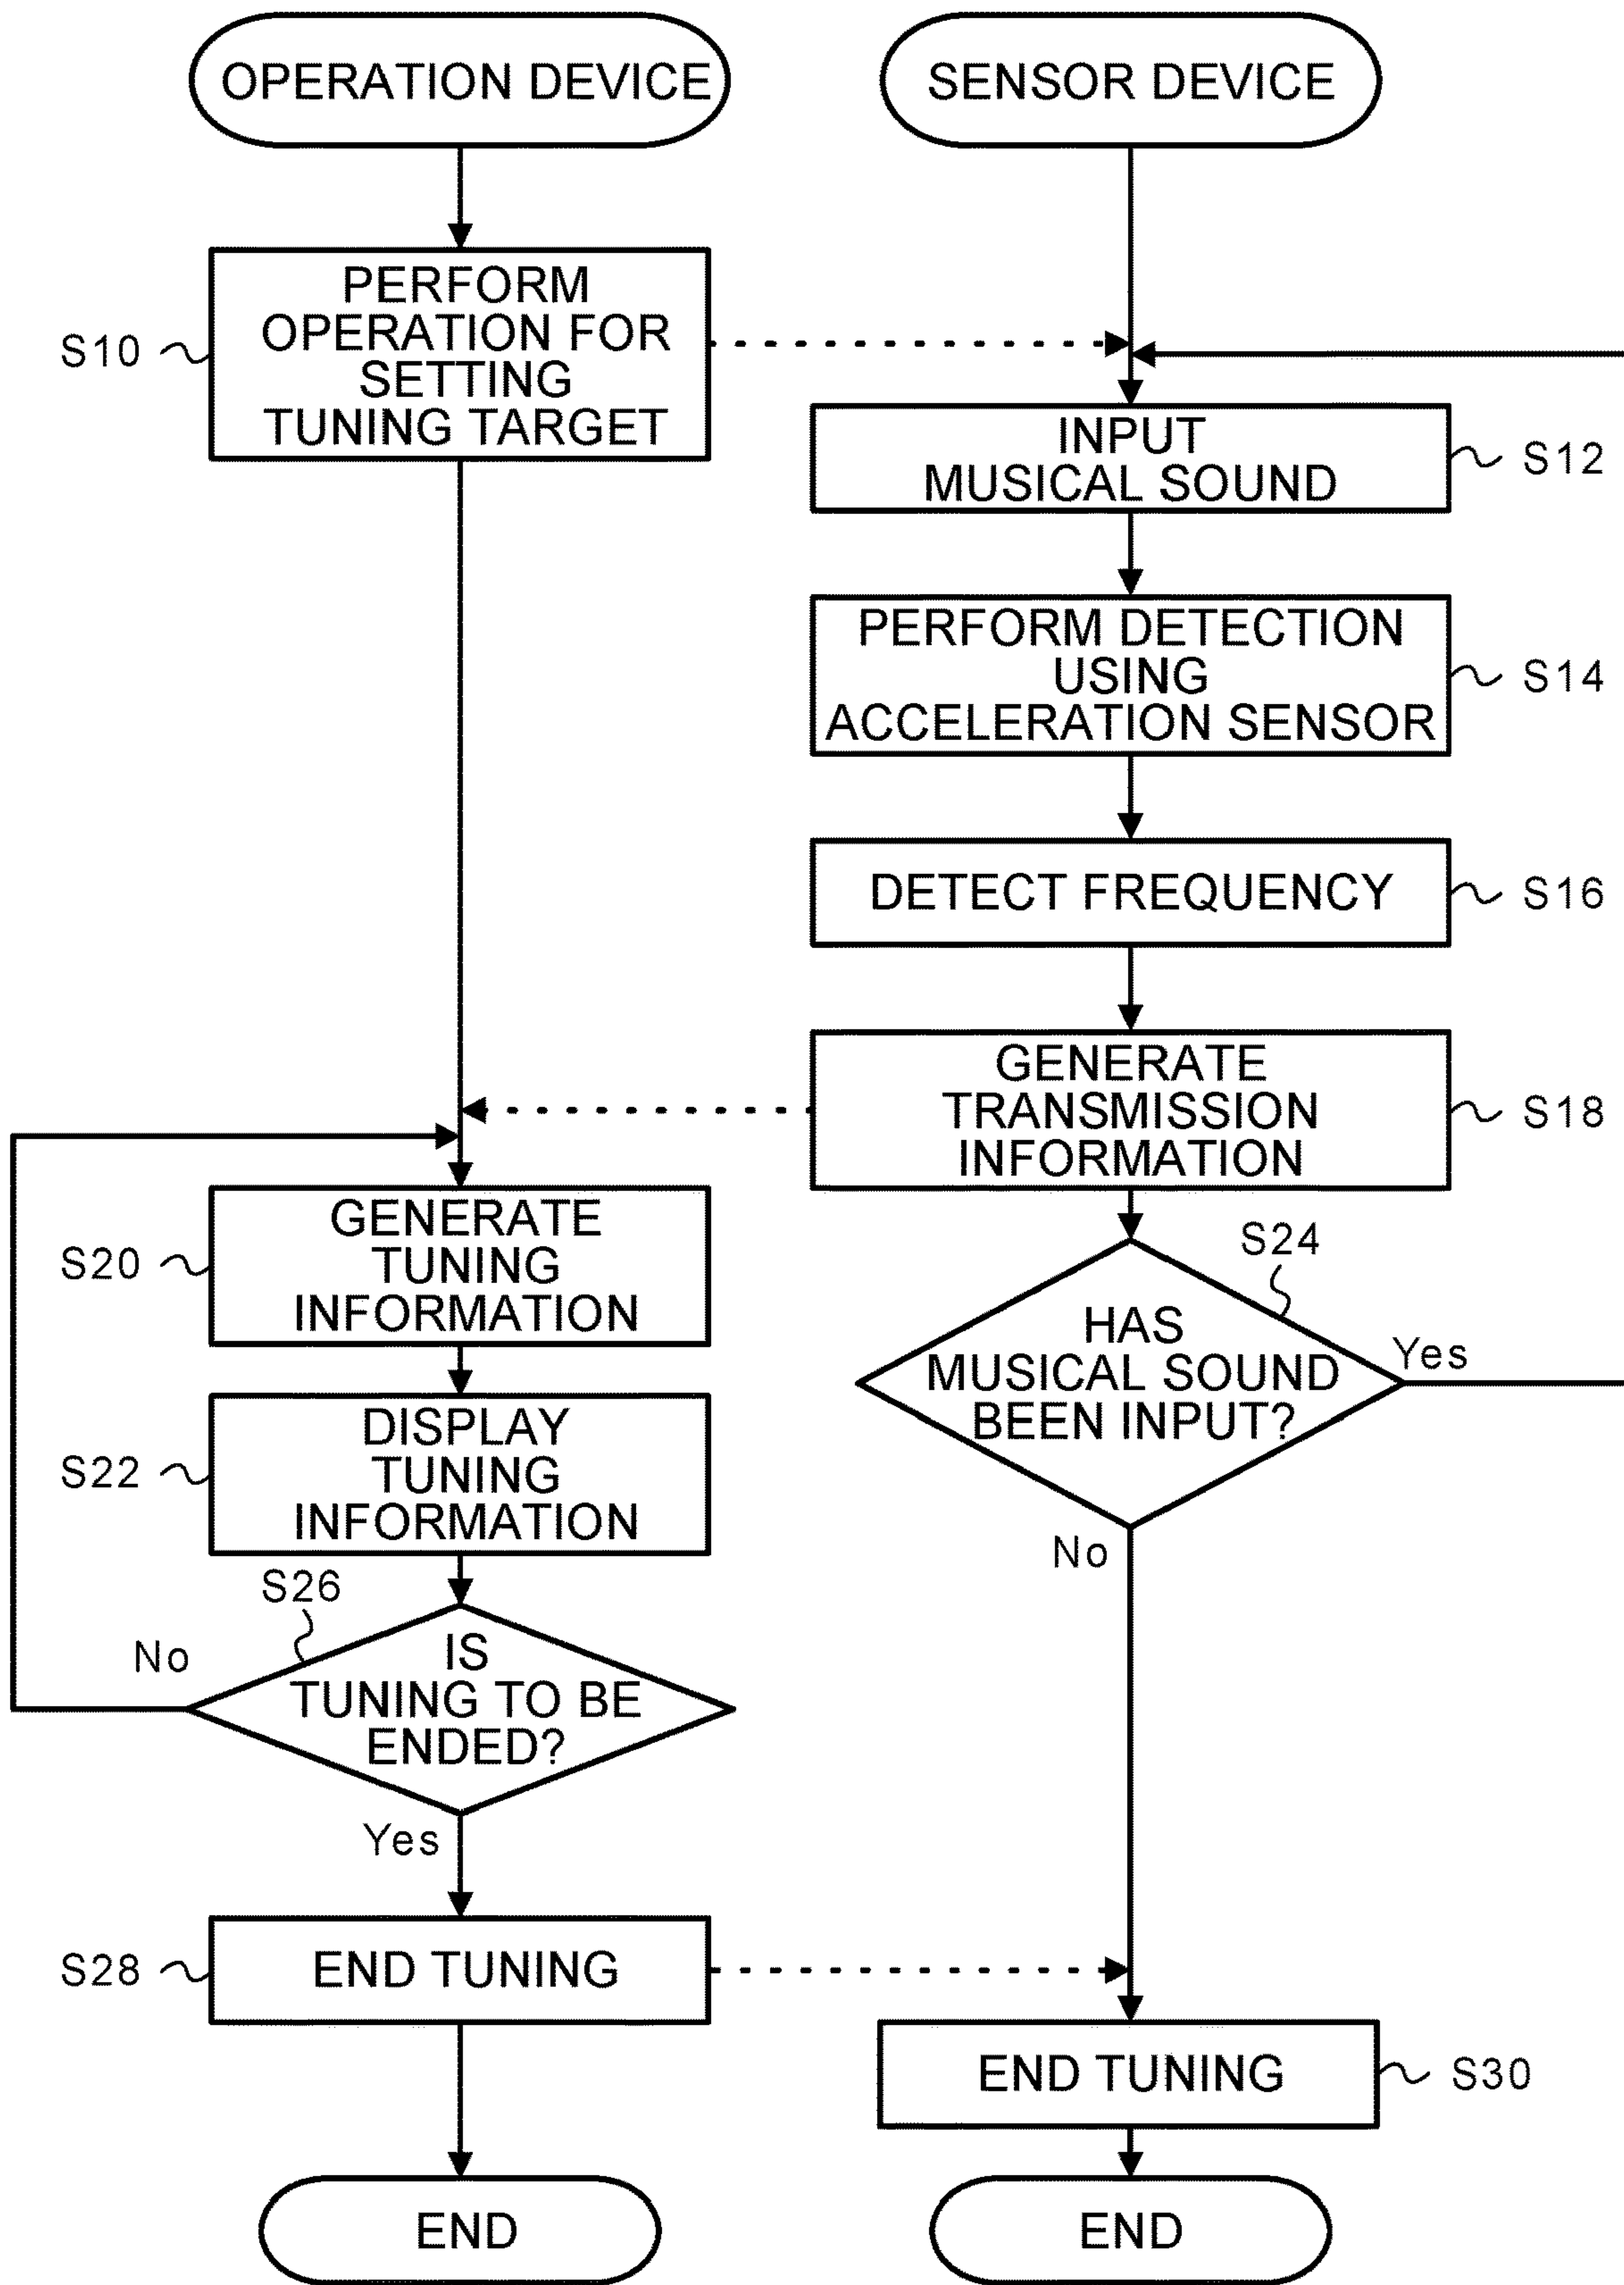 OPERATION DEVICE
SENSOR DEVICE
S10
PERFORM
OPERATION FOR
SETTING
TUNING TARGET
INPUT
MUSICAL SOUND
S12
PERFORM DETECTION
USING
ACCELERATION SENSOR
S14
DETECT FREQUENCY
S16
GENERATE
TRANSMISSION
INFORMATION
S18
S20
GENERATE
TUNING
INFORMATION
S24
HAS
MUSICAL SOUND
BEEN INPUT?
Yes
No
S22
DISPLAY
TUNING
INFORMATION
S26
IS
TUNING TO BE
ENDED?
No
Yes
S28
END TUNING
END TUNING
S30
END
END